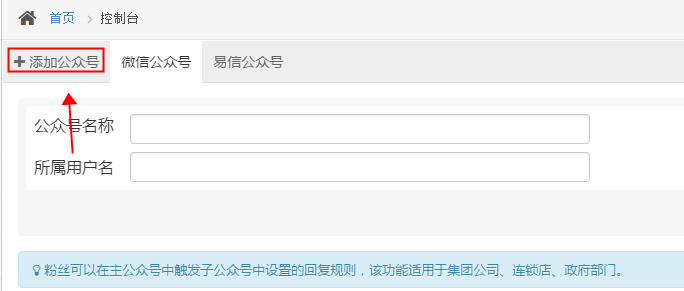 首页 > 控制台
+ 添加公众号 微信公众号 易信公众号
公众号名称
所属用户名
粉丝可以在主公众号中触发子公众号中设置的回复规则，该功能适用于集团公司、连锁店、政府部门。